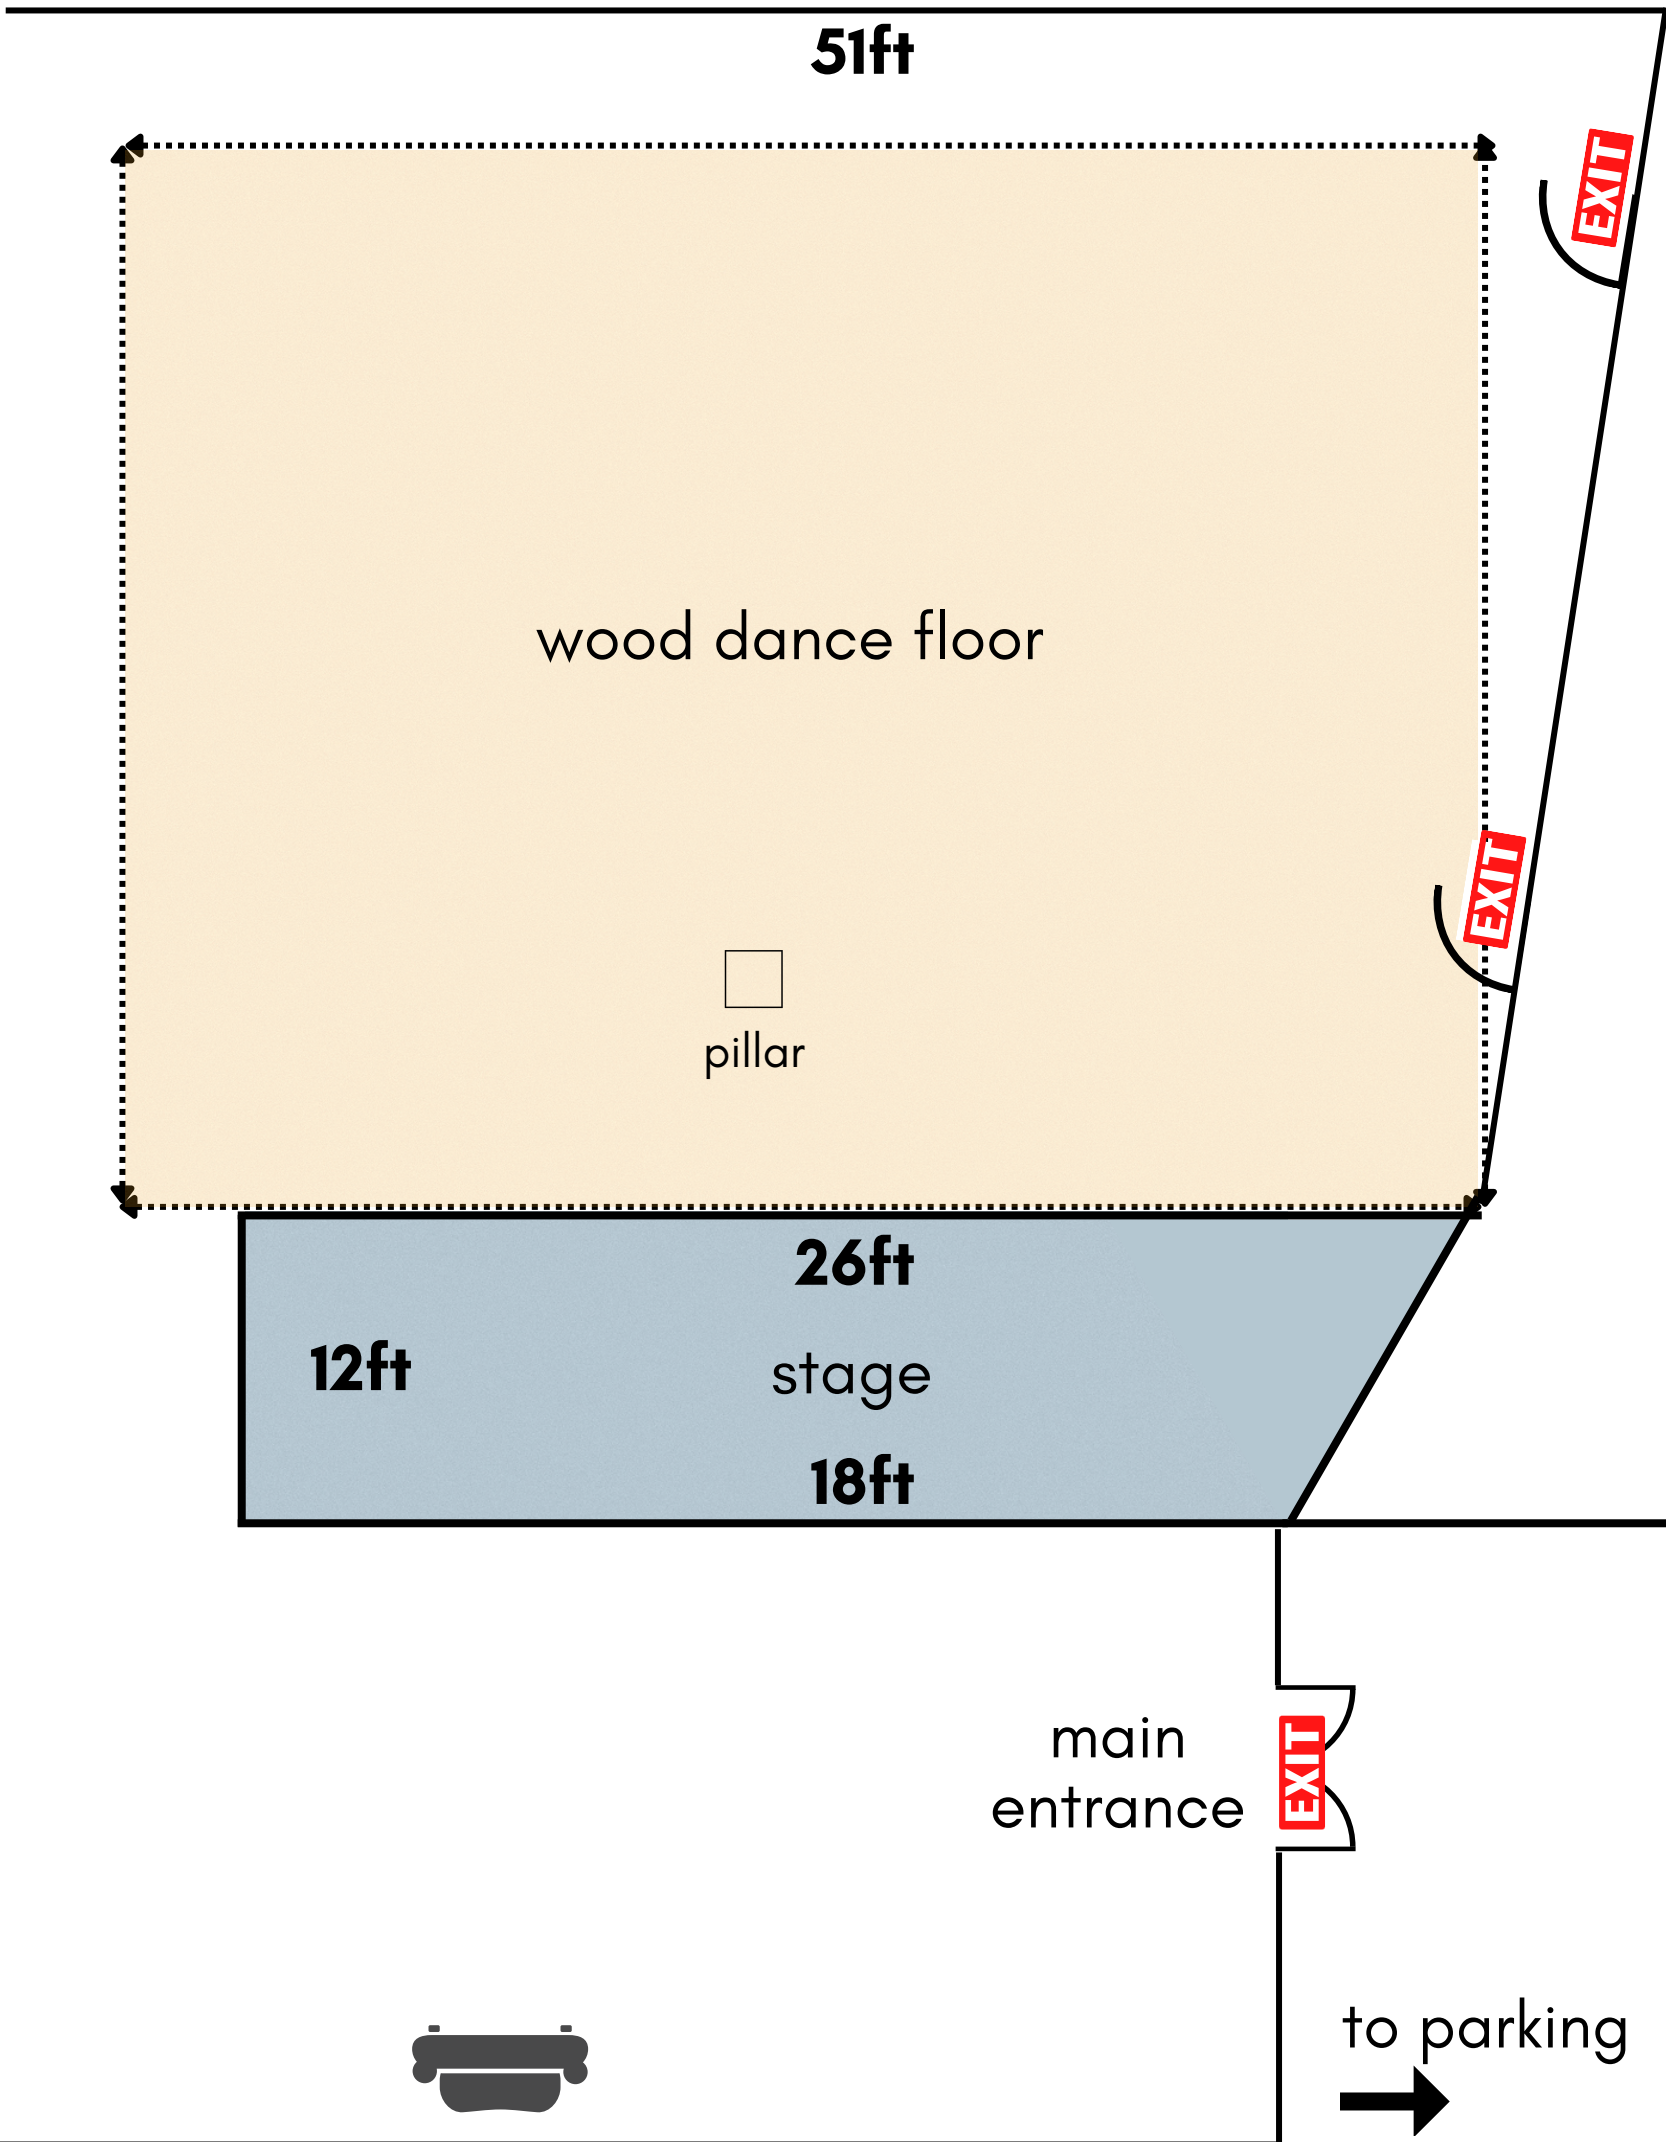 51ft
EXIT
wood dance floor
EXIT
pillar
26ft
12ft
stage
18ft
main
entrance
EXIT
to parking